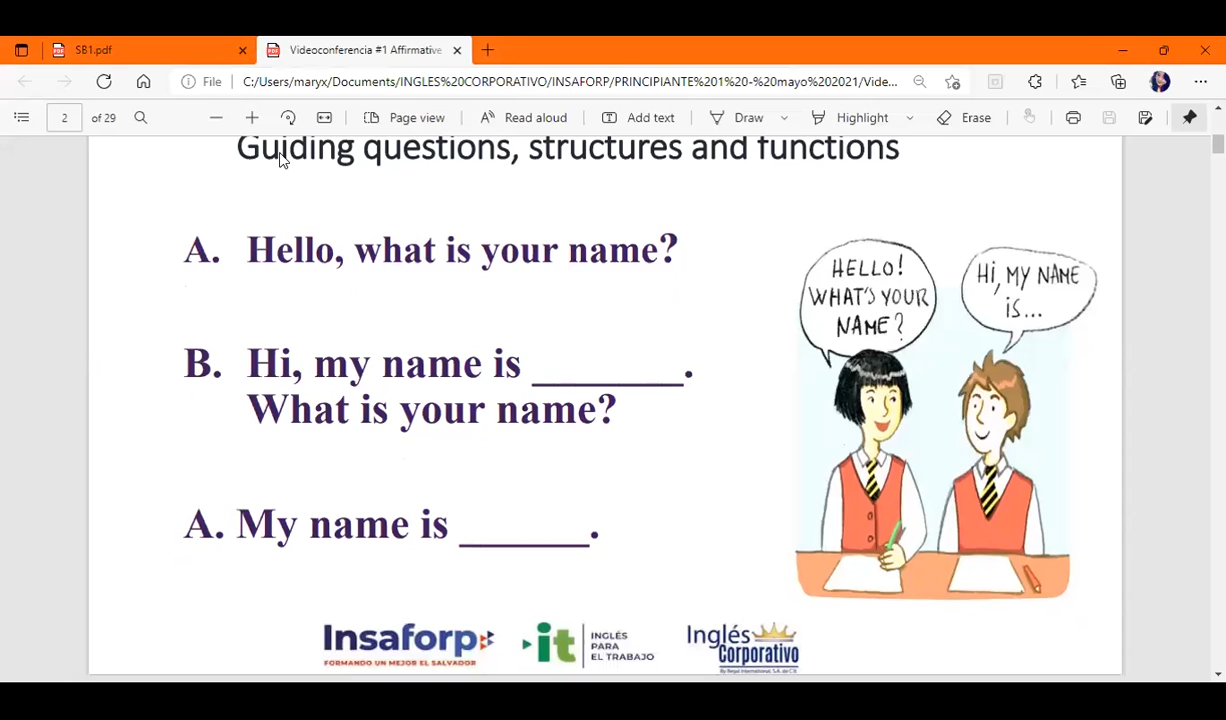 SB1.pdf
Videoconferencia #1 Affirmative
File
C:/Users/maryx/Documents/INGLES%20CORPORATIVO/INSAFORP/PRINCIPIANTE%201%20-%20mayo%202021/Vide...
2
of 29
Page view
Read aloud
Add text
Draw
Highlight
Erase
Guiding questions, structures and functions
A. Hello, what is your name?
B. Hi, my name is _______.
What is your name?
A. My name is ______.
HELLO!
WHAT'S YOUR
NAME?
Hi, MY NAME
iS...
Insaforp
FORMANDO UN MEJOR EL SALVADOR
it
INGLÉS
PARA
EL TRABAJO
Inglés
Corporativo